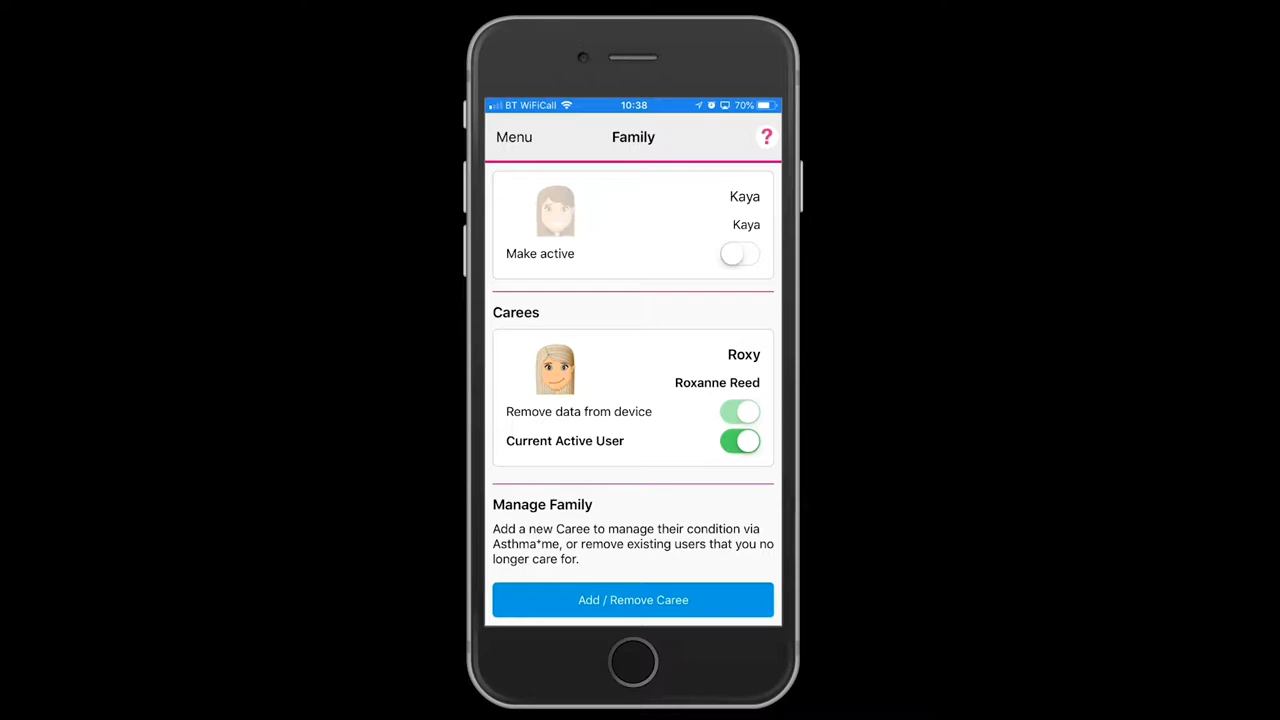 BT WiFiCall 10:38 70%
Menu Family ?
Kaya
Kaya
Make active
Carees
Roxy
Roxanne Reed
Remove data from device
Current Active User
Manage Family
Add a new Caree to manage their condition via
Asthma*me, or remove existing users that you no
longer care for.
Add / Remove Caree